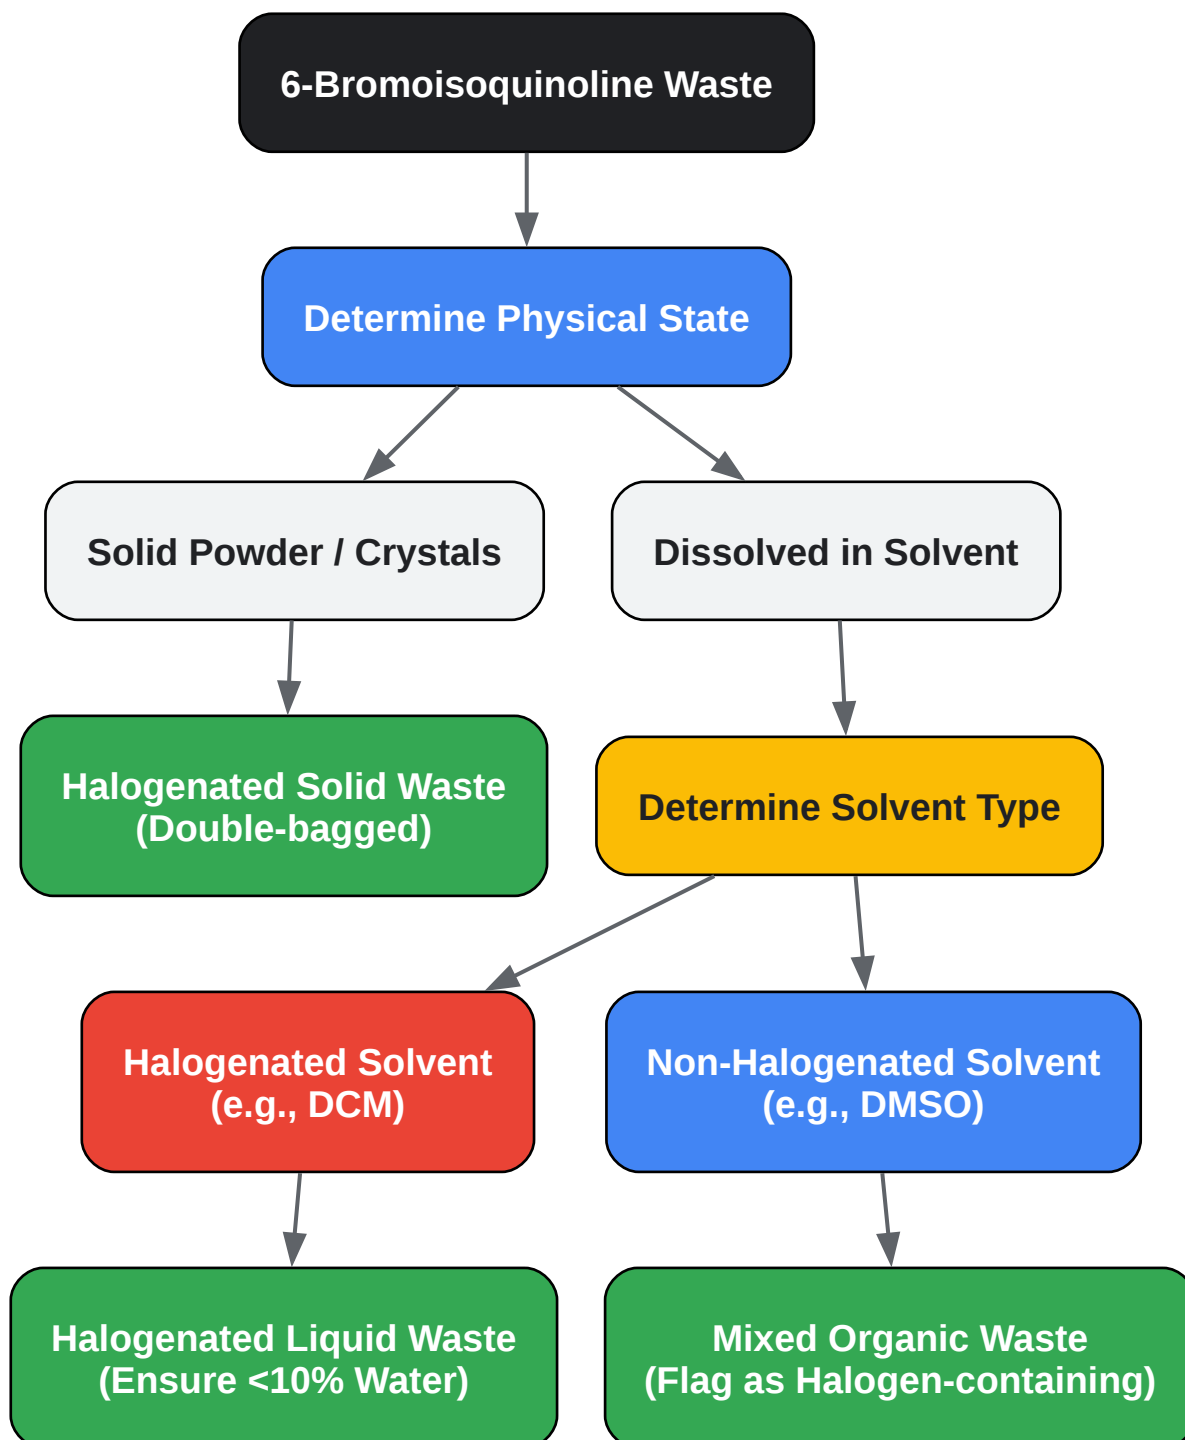 6-Bromoisoquinoline Waste
Determine Physical State
Solid Powder / Crystals
Dissolved in Solvent
Halogenated Solid Waste
(Double-bagged)
Determine Solvent Type
Halogenated Solvent
(e.g., DCM)
Non-Halogenated Solvent
(e.g., DMSO)
Halogenated Liquid Waste
(Ensure <10% Water)
Mixed Organic Waste
(Flag as Halogen-containing)